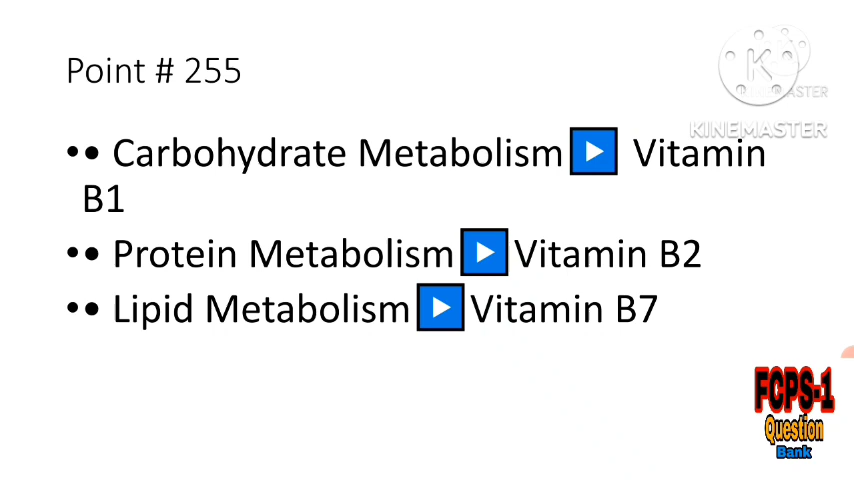 Point # 255
KINEMASTER
KINEMASTER
•• Carbohydrate Metabolism ▶ Vitamin
B1
•• Protein Metabolism ▶ Vitamin B2
•• Lipid Metabolism ▶ Vitamin B7
FCPS-1
Question
Bank